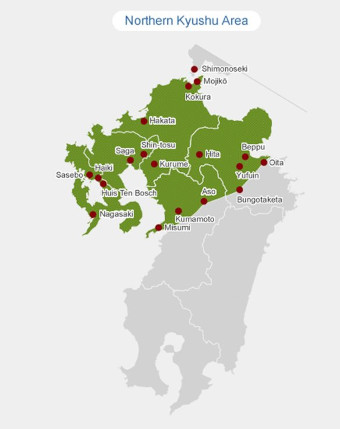 Northern Kyushu Area
Shimonoseki
Mojikō
Kokura
Hakata
Shin-tosu
Saga
Hita
Beppu
Kurume
Oita
Haiki
Sasebo
Yufuin
Huis Ten Bosch
Aso
Bungotaketa
Nagasaki
Kumamoto
Misumi